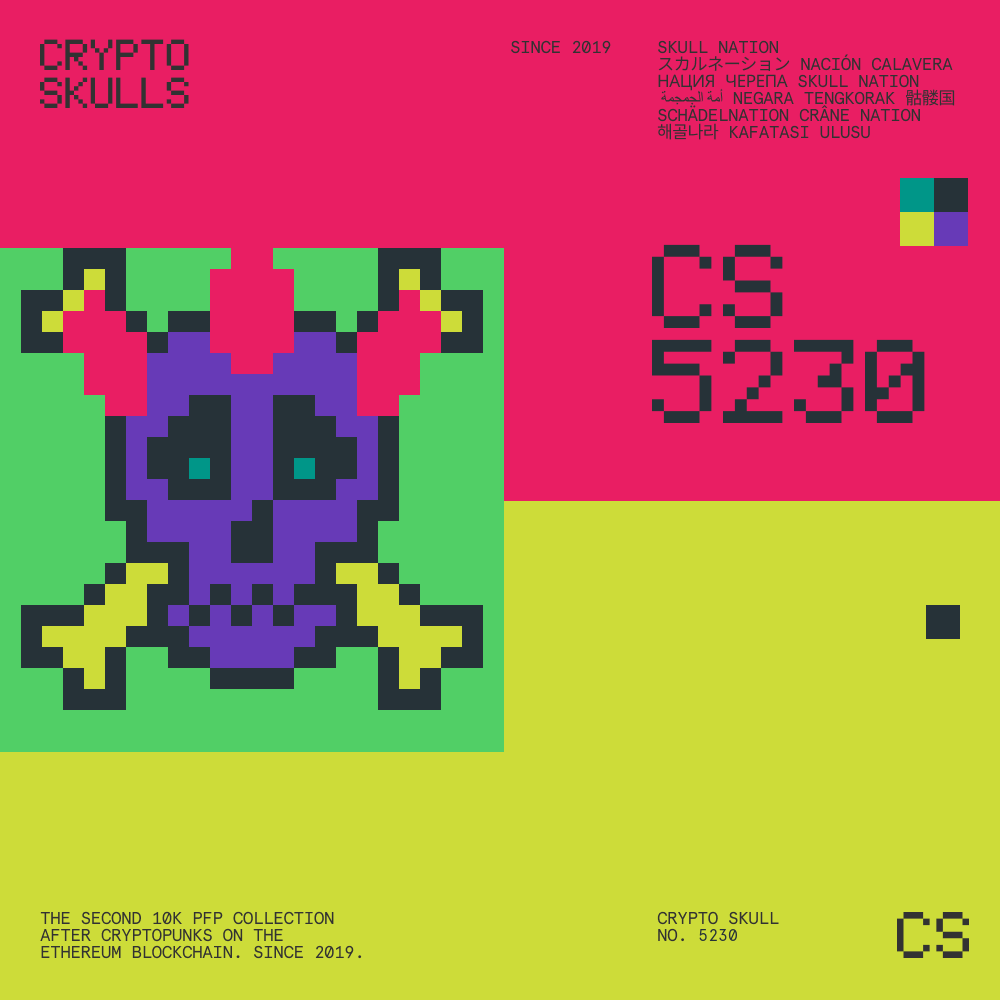 CRYPTO
SKULLS
SINCE 2019
SKULL NATION
スカルネーション NACIÓN CALAVERA
НАЦИЯ ЧЕРЕПА SKULL NATION
أمة الجمجمة NEGARA TENGKORAK 骷髅国
SCHÄDELNATION CRÂNE NATION
해골나라 KAFATASI ULUSU
CS
5230
THE SECOND 10K PFP COLLECTION
AFTER CRYPTOPUNKS ON THE
ETHEREUM BLOCKCHAIN. SINCE 2019.
CRYPTO SKULL
NO. 5230
CS